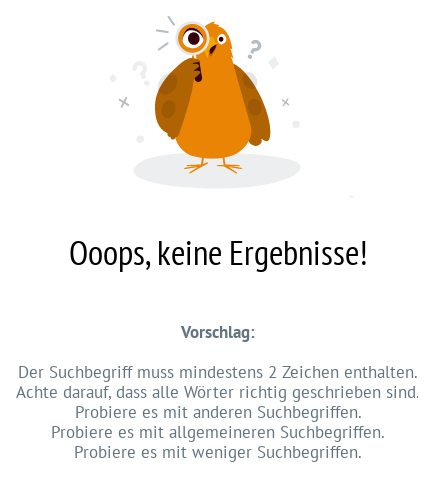 Ooops, keine Ergebnisse!
Vorschlag:
Der Suchbegriff muss mindestens 2 Zeichen enthalten.
Achte darauf, dass alle Wörter richtig geschrieben sind.
Probiere es mit anderen Suchbegriffen.
Probiere es mit allgemeineren Suchbegriffen.
Probiere es mit weniger Suchbegriffen.